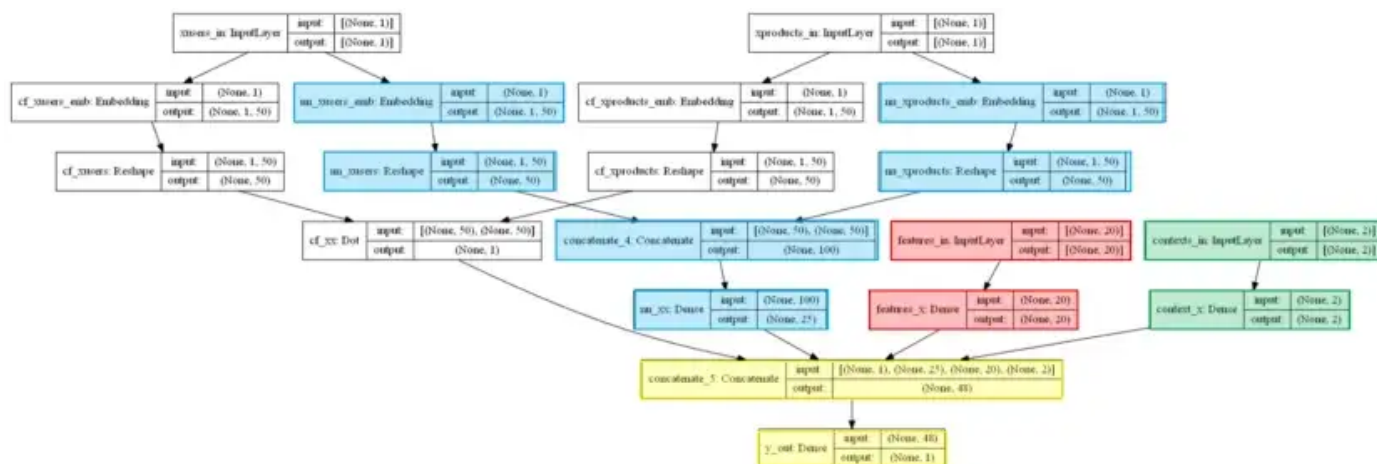 xusers_in: InputLayer input: [(None, 1)] output: [(None, 1)]
xproducts_in: InputLayer input: [(None, 1)] output: [(None, 1)]
cf_xusers_emb: Embedding input: (None, 1) output: (None, 1, 50)
nn_xusers_emb: Embedding input: (None, 1) output: (None, 1, 50)
cf_xproducts_emb: Embedding input: (None, 1) output: (None, 1, 50)
nn_xproducts_emb: Embedding input: (None, 1) output: (None, 1, 50)
cf_xusers: Reshape input: (None, 1, 50) output: (None, 50)
nn_xusers: Reshape input: (None, 1, 50) output: (None, 50)
cf_xproducts: Reshape input: (None, 1, 50) output: (None, 50)
nn_xproducts: Reshape input: (None, 1, 50) output: (None, 50)
cf_xx: Dot input: [(None, 50), (None, 50)] output: (None, 1)
concatenate_4: Concatenate input: [(None, 50), (None, 50)] output: (None, 100)
features_in: InputLayer input: [(None, 20)] output: [(None, 20)]
contexts_in: InputLayer input: [(None, 2)] output: [(None, 2)]
nn_xx: Dense input: (None, 100) output: (None, 25)
features_x: Dense input: (None, 20) output: (None, 20)
context_x: Dense input: (None, 2) output: (None, 2)
concatenate_5: Concatenate input: [(None, 1), (None, 25), (None, 20), (None, 2)] output: (None, 48)
y_out: Dense input: (None, 48) output: (None, 1)